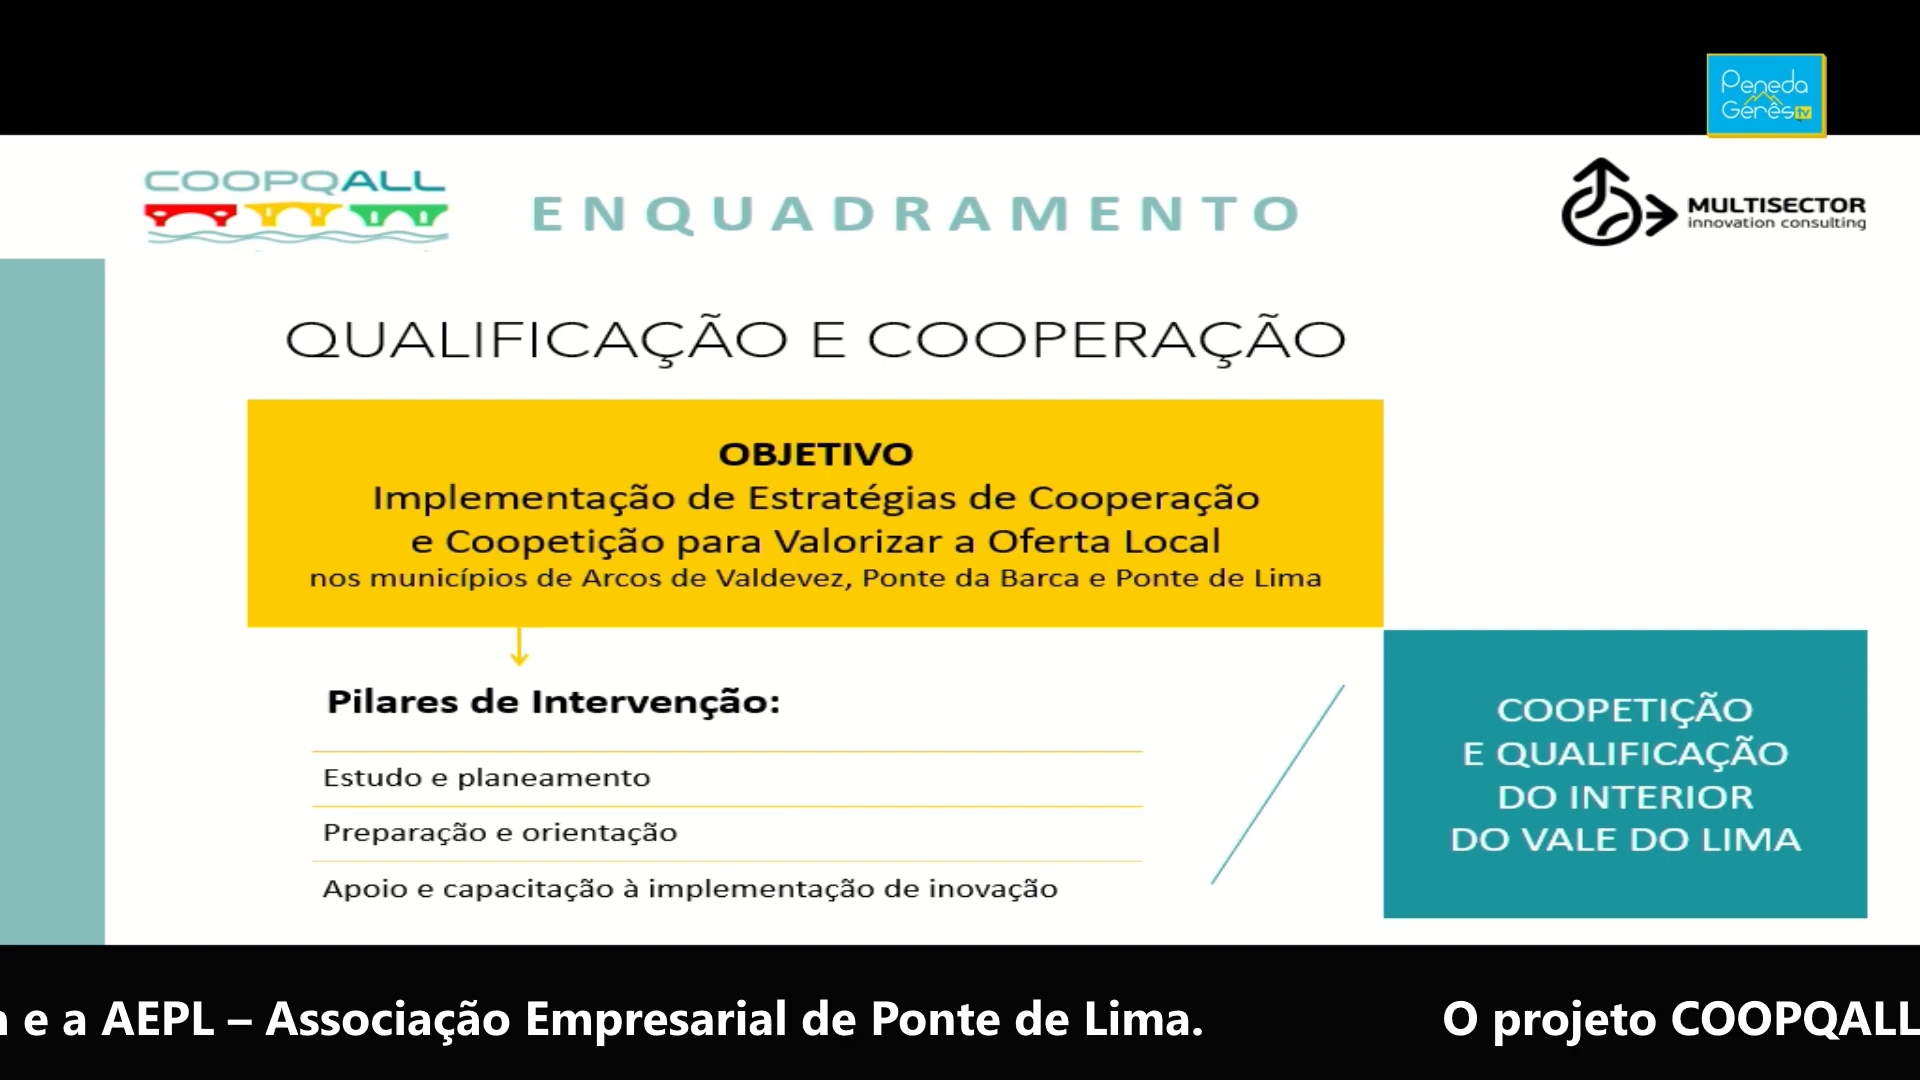 Peneda
Gerês tv
COOPQALL
ENQUADRAMENTO
MULTISECTOR
innovation consulting
QUALIFICAÇÃO E COOPERAÇÃO
OBJETIVO
Implementação de Estratégias de Cooperação
e Coopetição para Valorizar a Oferta Local
nos municípios de Arcos de Valdevez, Ponte da Barca e Ponte de Lima
Pilares de Intervenção:
Estudo e planeamento
Preparação e orientação
Apoio e capacitação à implementação de inovação
COOPETIÇÃO
E QUALIFICAÇÃO
DO INTERIOR
DO VALE DO LIMA
e a AEPL – Associação Empresarial de Ponte de Lima. O projeto COOPQALL